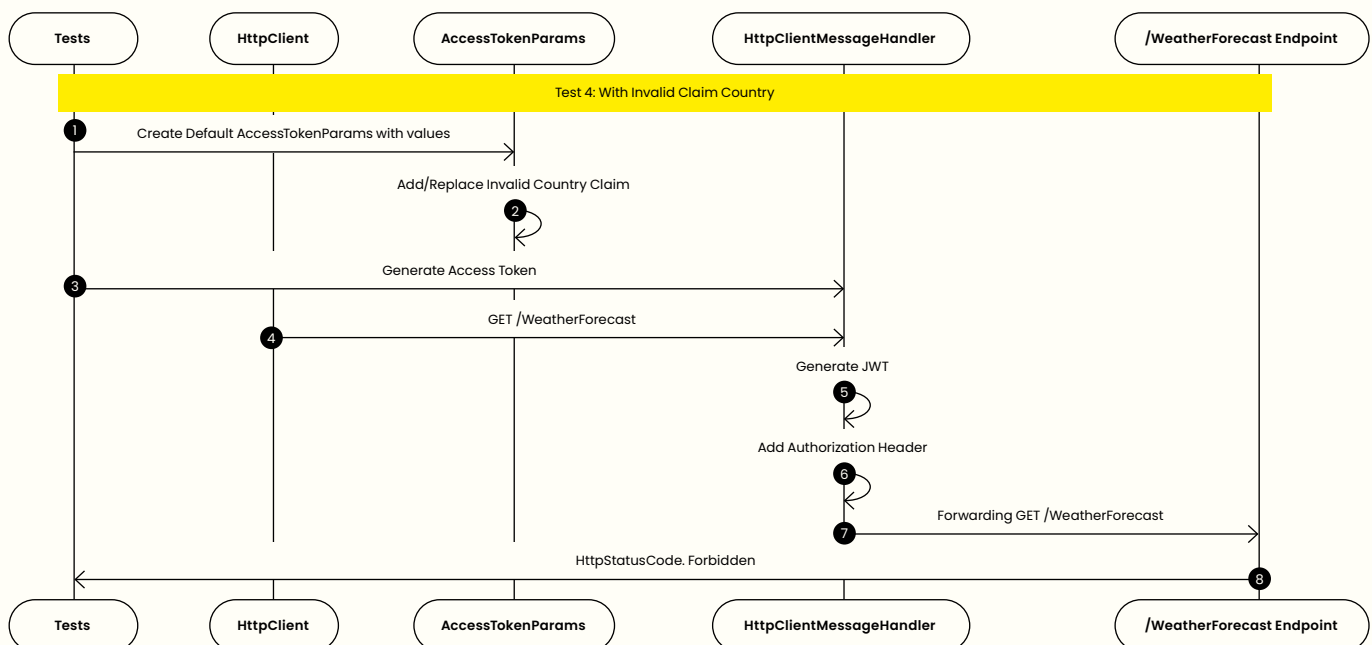 Tests
HttpClient
AccessTokenParams
HttpClientMessageHandler
/WeatherForecast Endpoint
Test 4: With Invalid Claim Country
1
Create Default AccessTokenParams with values
Add/Replace Invalid Country Claim
2
Generate Access Token
3
GET /WeatherForecast
4
Generate JWT
5
Add Authorization Header
6
Forwarding GET /WeatherForecast
7
HttpStatusCode. Forbidden
8
Tests
HttpClient
AccessTokenParams
HttpClientMessageHandler
/WeatherForecast Endpoint